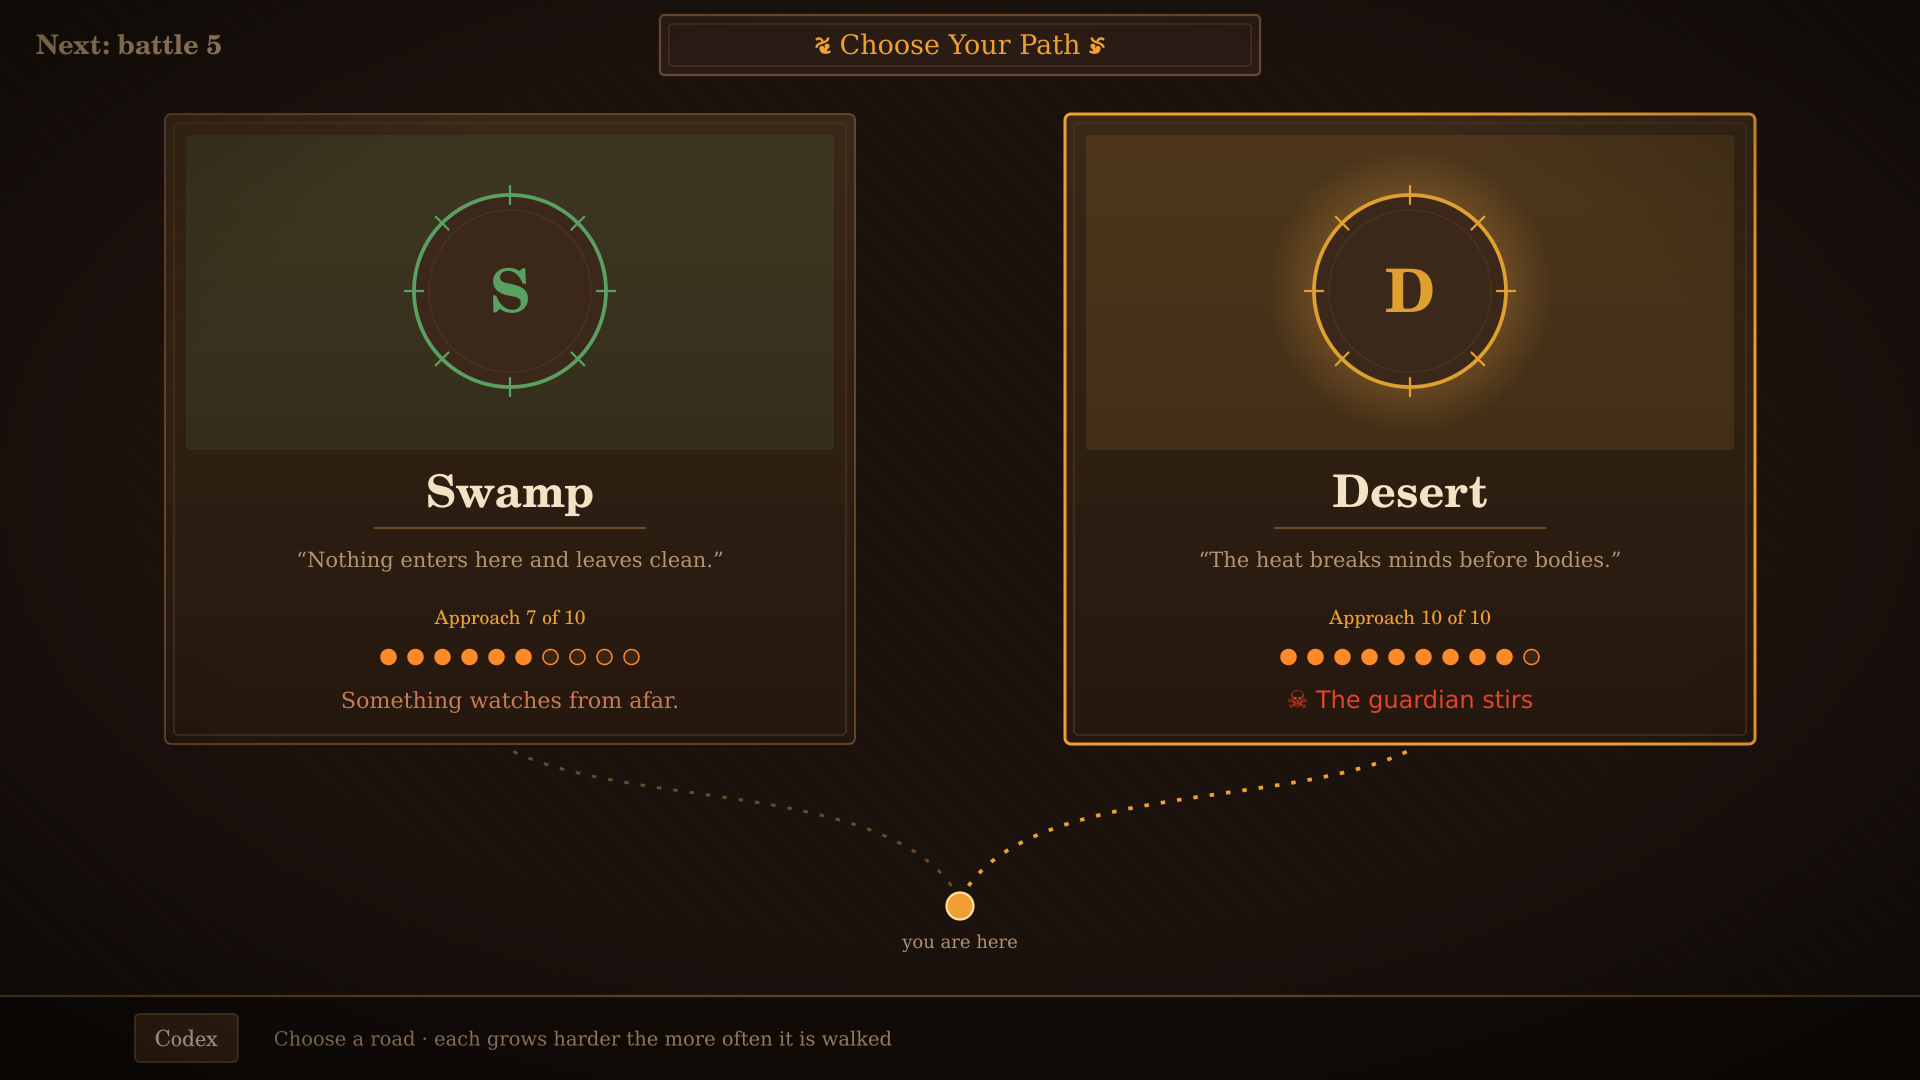 Next: battle 5
❦ Choose Your Path ❦
S
Swamp
“Nothing enters here and leaves clean.”
Approach 7 of 10
Something watches from afar.
D
Desert
“The heat breaks minds before bodies.”
Approach 10 of 10
☠ The guardian stirs
you are here
Codex
Choose a road · each grows harder the more often it is walked